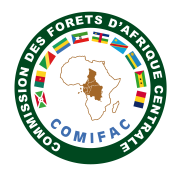 COMMISSION DES FORETS D'AFRIQUE CENTRALE
COMIFAC